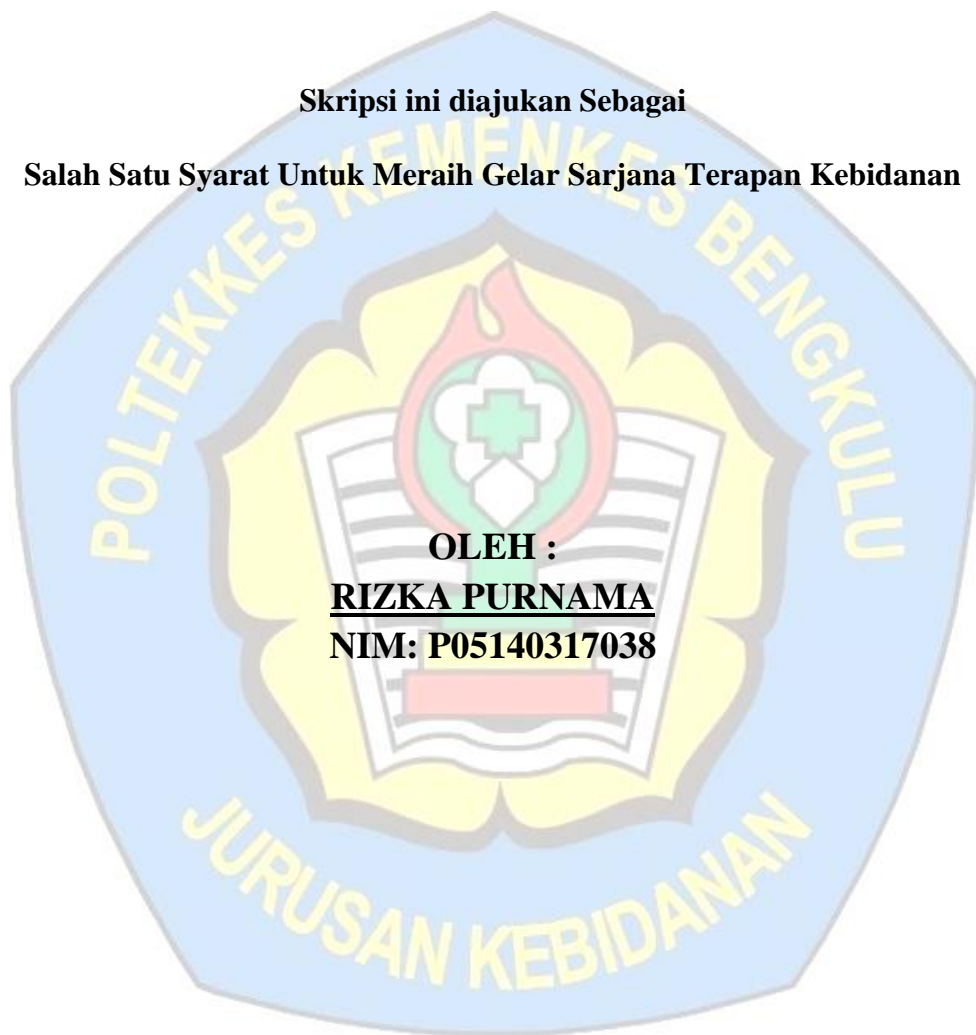 Skripsi ini diajukan Sebagai
Salah Satu Syarat Untuk Meraih Gelar Sarjana Terapan Kebidanan
POLTEKKES KEMENKES BENGKULU
OLEH :
RIZKA PURNAMA
NIM: P05140317038
JURUSAN KEBIDANAN